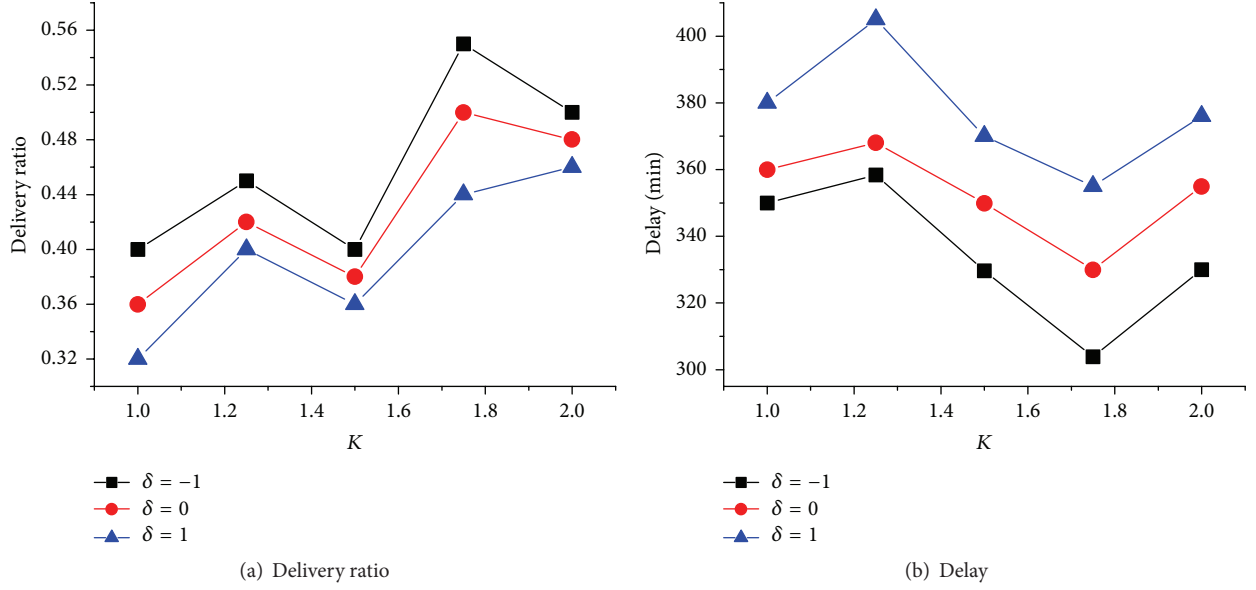 0.56
0.52
0.48
0.44
0.40
0.36
0.32
Delivery ratio
1.0 1.2 1.4 1.6 1.8 2.0
K
δ = −1
δ = 0
δ = 1
(a) Delivery ratio
400
380
360
340
320
300
Delay (min)
1.0 1.2 1.4 1.6 1.8 2.0
K
δ = −1
δ = 0
δ = 1
(b) Delay